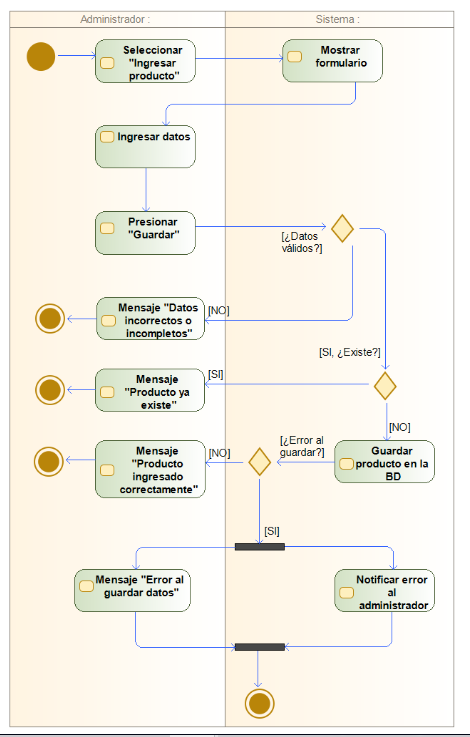 Administrador :
Sistema :
Seleccionar
"Ingresar
producto"
Mostrar
formulario
Ingresar datos
Presionar
"Guardar"
[¿Datos
válidos?]
Mensaje "Datos
incorrectos o
incompletos"
[NO]
[SI, ¿Existe?]
Mensaje
"Producto ya
existe"
[SI]
[NO]
Mensaje
"Producto
ingresado
correctamente"
[NO]
[¿Error al
guardar?]
Guardar
producto en la
BD
[SI]
Mensaje "Error al
guardar datos"
Notificar error
al
administrador